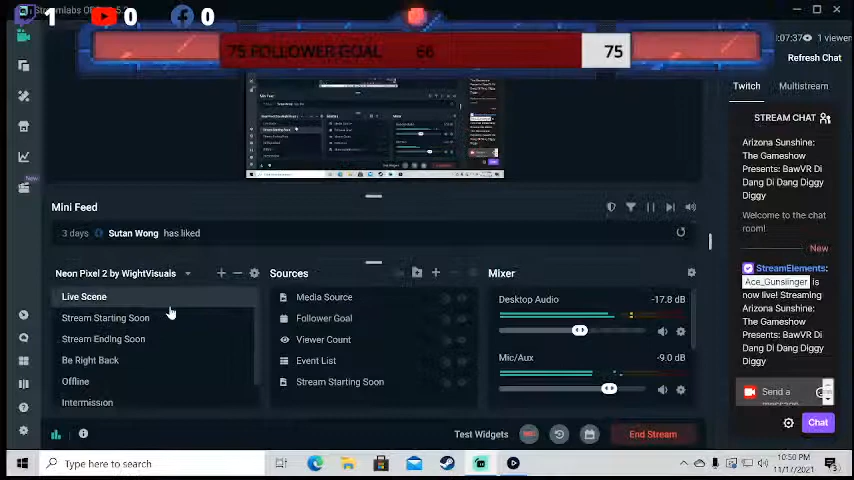 1 0 0
75 FOLLOWER GOAL 66 75
:07:37 1 viewer
Refresh Chat
Twitch Multistream
STREAM CHAT
Arizona Sunshine:
The Gameshow
Presents: BawVR Di
Dang Di Dang Diggy
Diggy
Welcome to the chat
room!
New
StreamElements:
Ace_Gunslinger is
now live! Streaming
Arizona Sunshine:
The Gameshow
Presents: BawVR Di
Dang Di Dang Diggy
Diggy
Send a
Chat
Mini Feed
3 days Sutan Wong has liked
Neon Pixel 2 by WightVisuals
Live Scene
Stream Starting Soon
Stream Ending Soon
Be Right Back
Offline
Intermission
Sources
Media Source
Follower Goal
Viewer Count
Event List
Stream Starting Soon
Mixer
Desktop Audio -17.8 dB
Mic/Aux -9.0 dB
New
Test Widgets REC End Stream
Type here to search
10:50 PM
11/17/2021